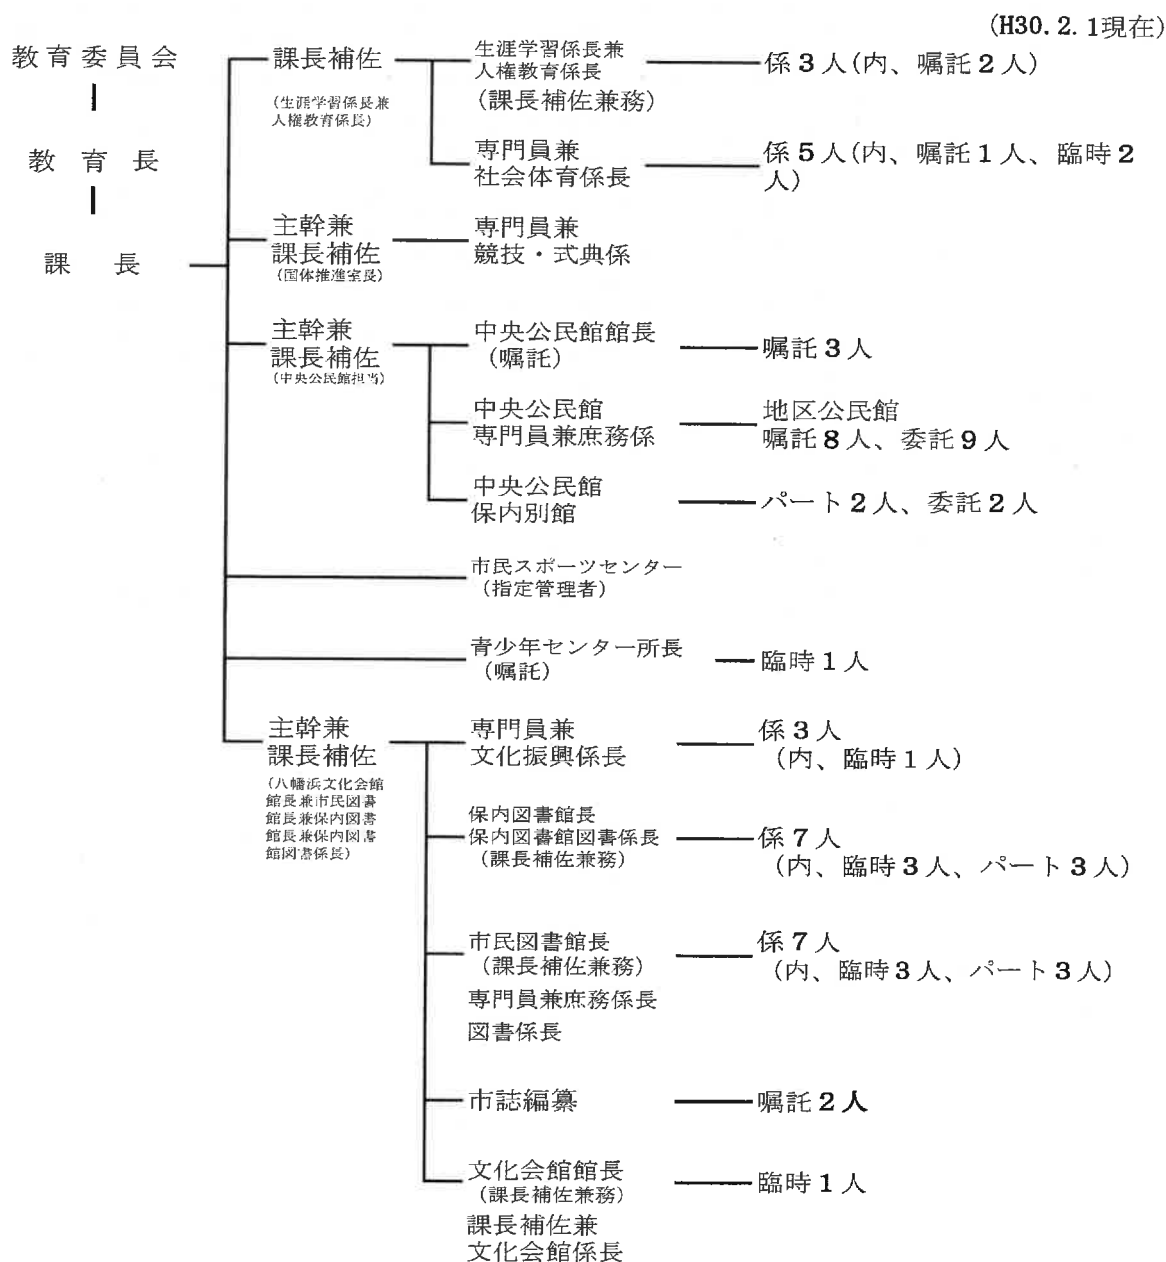 (H30.2.1現在)
教育委員会
教育長
課長
課長補佐
(生涯学習係長兼
人権教育係長)
生涯学習係長兼
人権教育係長
(課長補佐兼務)
係3人(内、嘱託2人)
専門員兼
社会体育係長
係5人(内、嘱託1人、臨時2
人)
主幹兼
課長補佐
(国体推進室長)
専門員兼
競技・式典係
主幹兼
課長補佐
(中央公民館担当)
中央公民館館長
(嘱託)
嘱託3人
中央公民館
専門員兼庶務係
地区公民館
嘱託8人、委託9人
中央公民館
保内別館
パート2人、委託2人
市民スポーツセンター
(指定管理者)
青少年センター所長
(嘱託)
臨時1人
主幹兼
課長補佐
(八幡浜文化会館
館長兼市民図書
館長兼保内図書
館長兼保内図書
館図書係長)
専門員兼
文化振興係長
係3人
(内、臨時1人)
保内図書館長
保内図書館図書係長
(課長補佐兼務)
係7人
(内、臨時3人、パート3人)
市民図書館長
(課長補佐兼務)
専門員兼庶務係長
図書係長
係7人
(内、臨時3人、パート3人)
市誌編纂
嘱託2人
文化会館館長
(課長補佐兼務)
課長補佐兼
文化会館係長
臨時1人